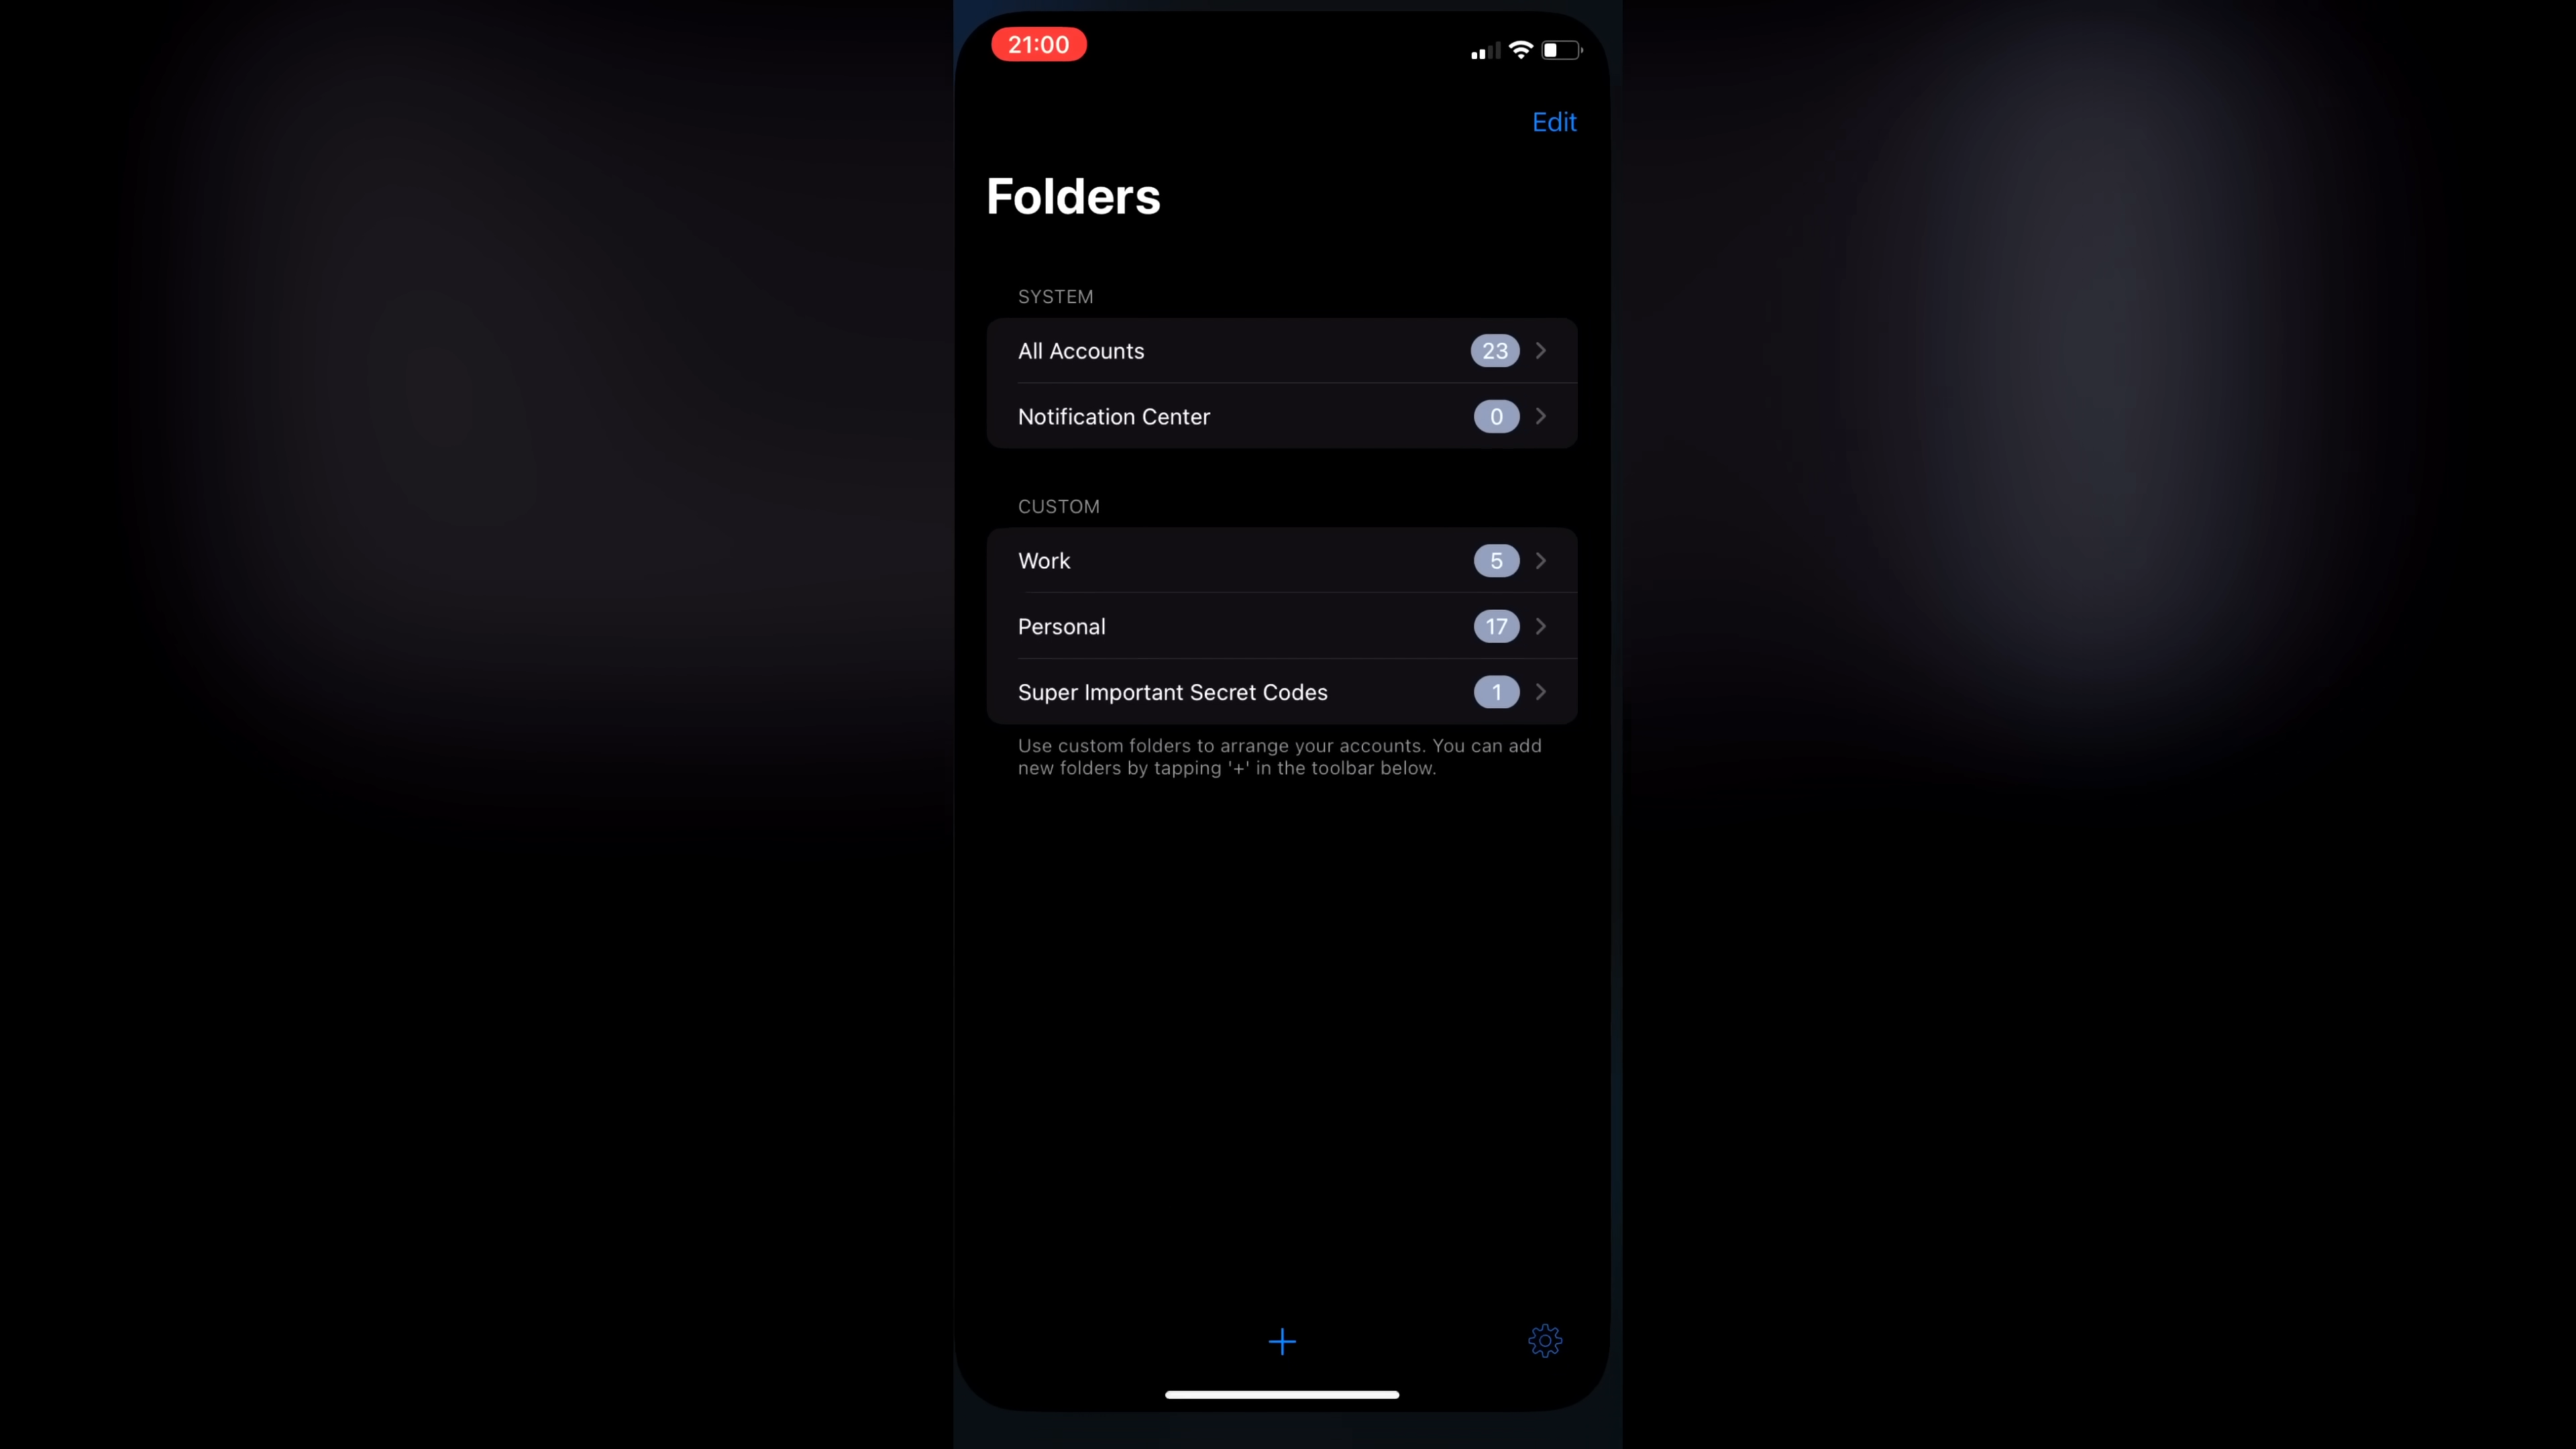 21:00
Edit
Folders
SYSTEM
All Accounts 23
Notification Center 0
CUSTOM
Work 5
Personal 17
Super Important Secret Codes 1
Use custom folders to arrange your accounts. You can add
new folders by tapping '+' in the toolbar below.